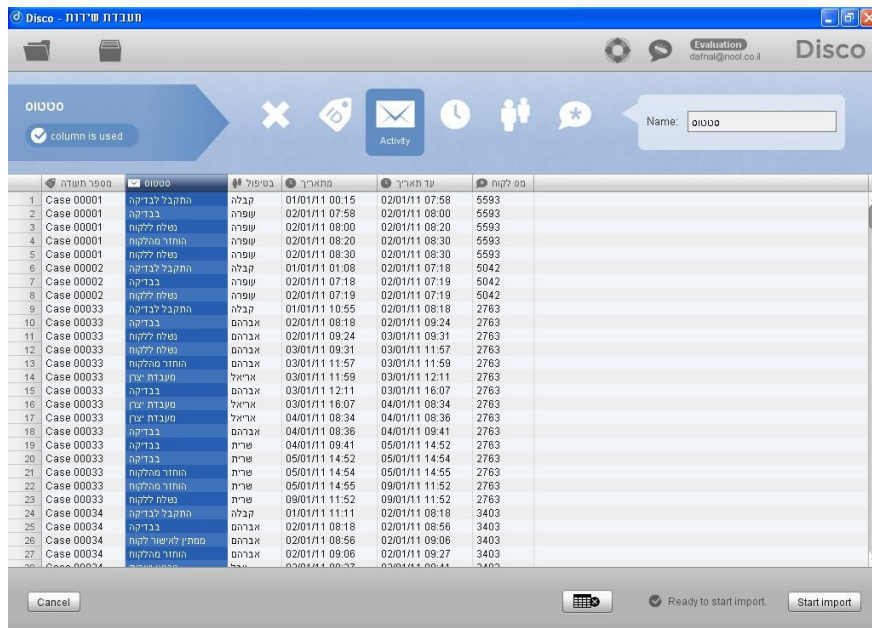 Disco - מעבדת שירות
Evaluation
dafnal@nool.co.il
Disco
סטטוס
column is used
Activity
Name: סטטוס
מספר תעודה סטטוס בטיפול מתאריך עד תאריך מס לקוח
1 Case 00001 התקבל לבדיקה קבלה 01/01/11 00:15 02/01/11 07:58 5593
2 Case 00001 בבדיקה עופרה 02/01/11 07:58 02/01/11 08:00 5593
3 Case 00001 נשלח ללקוח עופרה 02/01/11 08:00 02/01/11 08:20 5593
4 Case 00001 הוחזר מהלקוח עופרה 02/01/11 08:20 02/01/11 08:30 5593
5 Case 00001 נשלח ללקוח עופרה 02/01/11 08:30 02/01/11 08:30 5593
6 Case 00002 התקבל לבדיקה קבלה 01/01/11 01:08 02/01/11 07:18 5042
7 Case 00002 בבדיקה עופרה 02/01/11 07:18 02/01/11 07:19 5042
8 Case 00002 נשלח ללקוח עופרה 02/01/11 07:19 02/01/11 07:19 5042
9 Case 00033 התקבל לבדיקה קבלה 01/01/11 10:55 02/01/11 08:18 2763
10 Case 00033 בבדיקה אברהם 02/01/11 08:18 02/01/11 09:24 2763
11 Case 00033 נשלח ללקוח אברהם 02/01/11 09:24 03/01/11 09:31 2763
12 Case 00033 נשלח ללקוח אברהם 03/01/11 09:31 03/01/11 11:57 2763
13 Case 00033 הוחזר מהלקוח אברהם 03/01/11 11:57 03/01/11 11:59 2763
14 Case 00033 מעבדת יצרן אריאל 03/01/11 11:59 03/01/11 12:11 2763
15 Case 00033 בבדיקה אברהם 03/01/11 12:11 03/01/11 16:07 2763
16 Case 00033 מעבדת יצרן אריאל 03/01/11 16:07 04/01/11 08:34 2763
17 Case 00033 מעבדת יצרן אריאל 04/01/11 08:34 04/01/11 08:36 2763
18 Case 00033 בבדיקה אברהם 04/01/11 08:36 04/01/11 09:41 2763
19 Case 00033 בבדיקה שרית 04/01/11 09:41 05/01/11 14:52 2763
20 Case 00033 בבדיקה שרית 05/01/11 14:52 05/01/11 14:54 2763
21 Case 00033 הוחזר מהלקוח שרית 05/01/11 14:54 05/01/11 14:55 2763
22 Case 00033 הוחזר מהלקוח שרית 05/01/11 14:55 09/01/11 11:52 2763
23 Case 00033 נשלח ללקוח שרית 09/01/11 11:52 09/01/11 11:52 2763
24 Case 00034 התקבל לבדיקה קבלה 01/01/11 11:11 02/01/11 08:18 3403
25 Case 00034 בבדיקה אברהם 02/01/11 08:18 02/01/11 08:56 3403
26 Case 00034 ממתין לאישור לקוח אברהם 02/01/11 08:56 02/01/11 09:06 3403
27 Case 00034 הוחזר מהלקוח אברהם 02/01/11 09:06 02/01/11 09:27 3403
Cancel
Ready to start import.
Start import